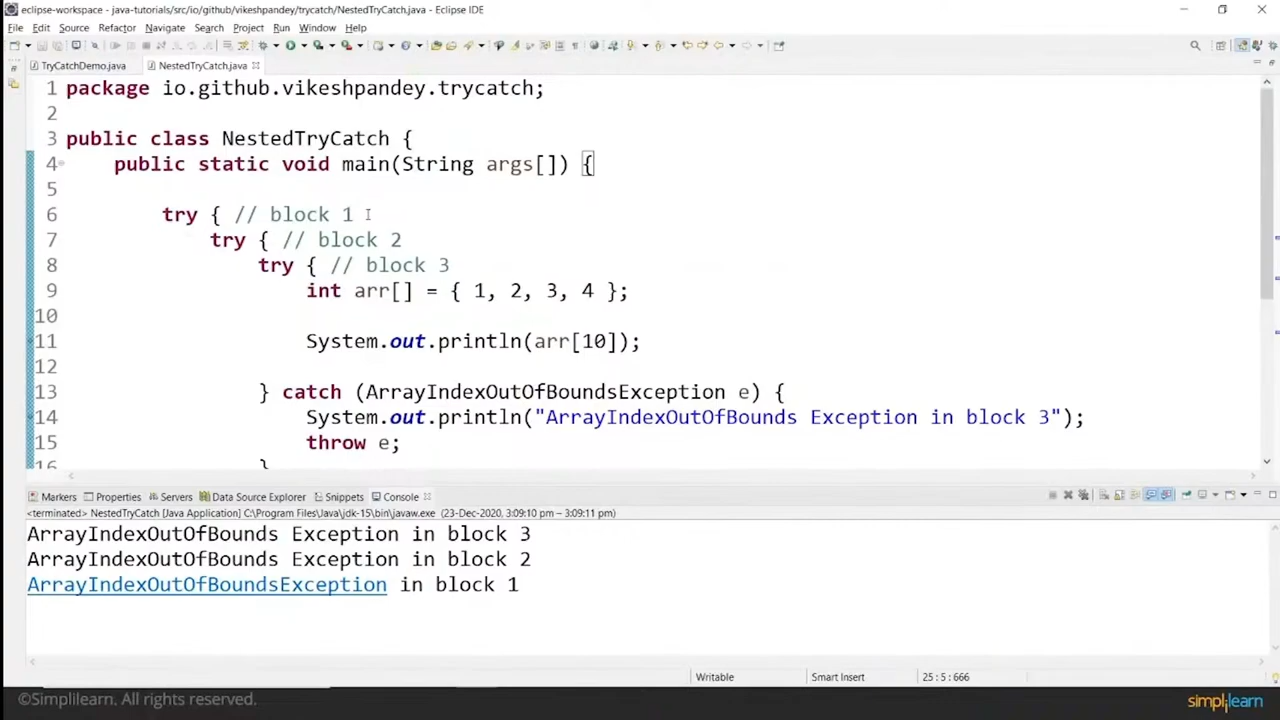 eclipse-workspace - java-tutorials/src/io/github/vikeshpandey/trycatch/NestedTryCatch.java - Eclipse IDE
File Edit Source Refactor Navigate Search Project Run Window Help
TryCatchDemo.java NestedTryCatch.java
1 package io.github.vikeshpandey.trycatch;
2
3 public class NestedTryCatch {
4 public static void main(String args[]) {
5
6 try { // block 1
7 try { // block 2
8 try { // block 3
9 int arr[] = { 1, 2, 3, 4 };
10
11 System.out.println(arr[10]);
12
13 } catch (ArrayIndexOutOfBoundsException e) {
14 System.out.println("ArrayIndexOutOfBounds Exception in block 3");
15 throw e;
16 }
Markers Properties Servers Data Source Explorer Snippets Console
<terminated> NestedTryCatch [Java Application] C:\Program Files\Java\jdk-15\bin\javaw.exe (23-Dec-2020, 3:09:10 pm – 3:09:11 pm)
ArrayIndexOutOfBounds Exception in block 3
ArrayIndexOutOfBounds Exception in block 2
ArrayIndexOutOfBoundsException in block 1
Writable Smart Insert 25 : 5 : 666
©Simplilearn. All rights reserved.
simplilearn